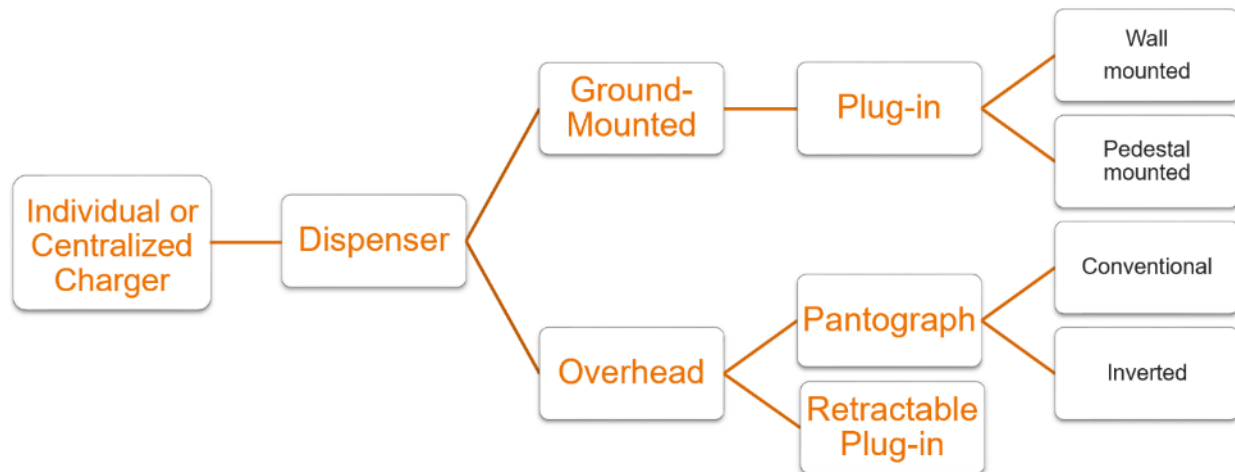 Individual or
Centralized
Charger
Dispenser
Ground-
Mounted
Plug-in
Wall
mounted
Pedestal
mounted
Overhead
Pantograph
Conventional
Inverted
Retractable
Plug-in